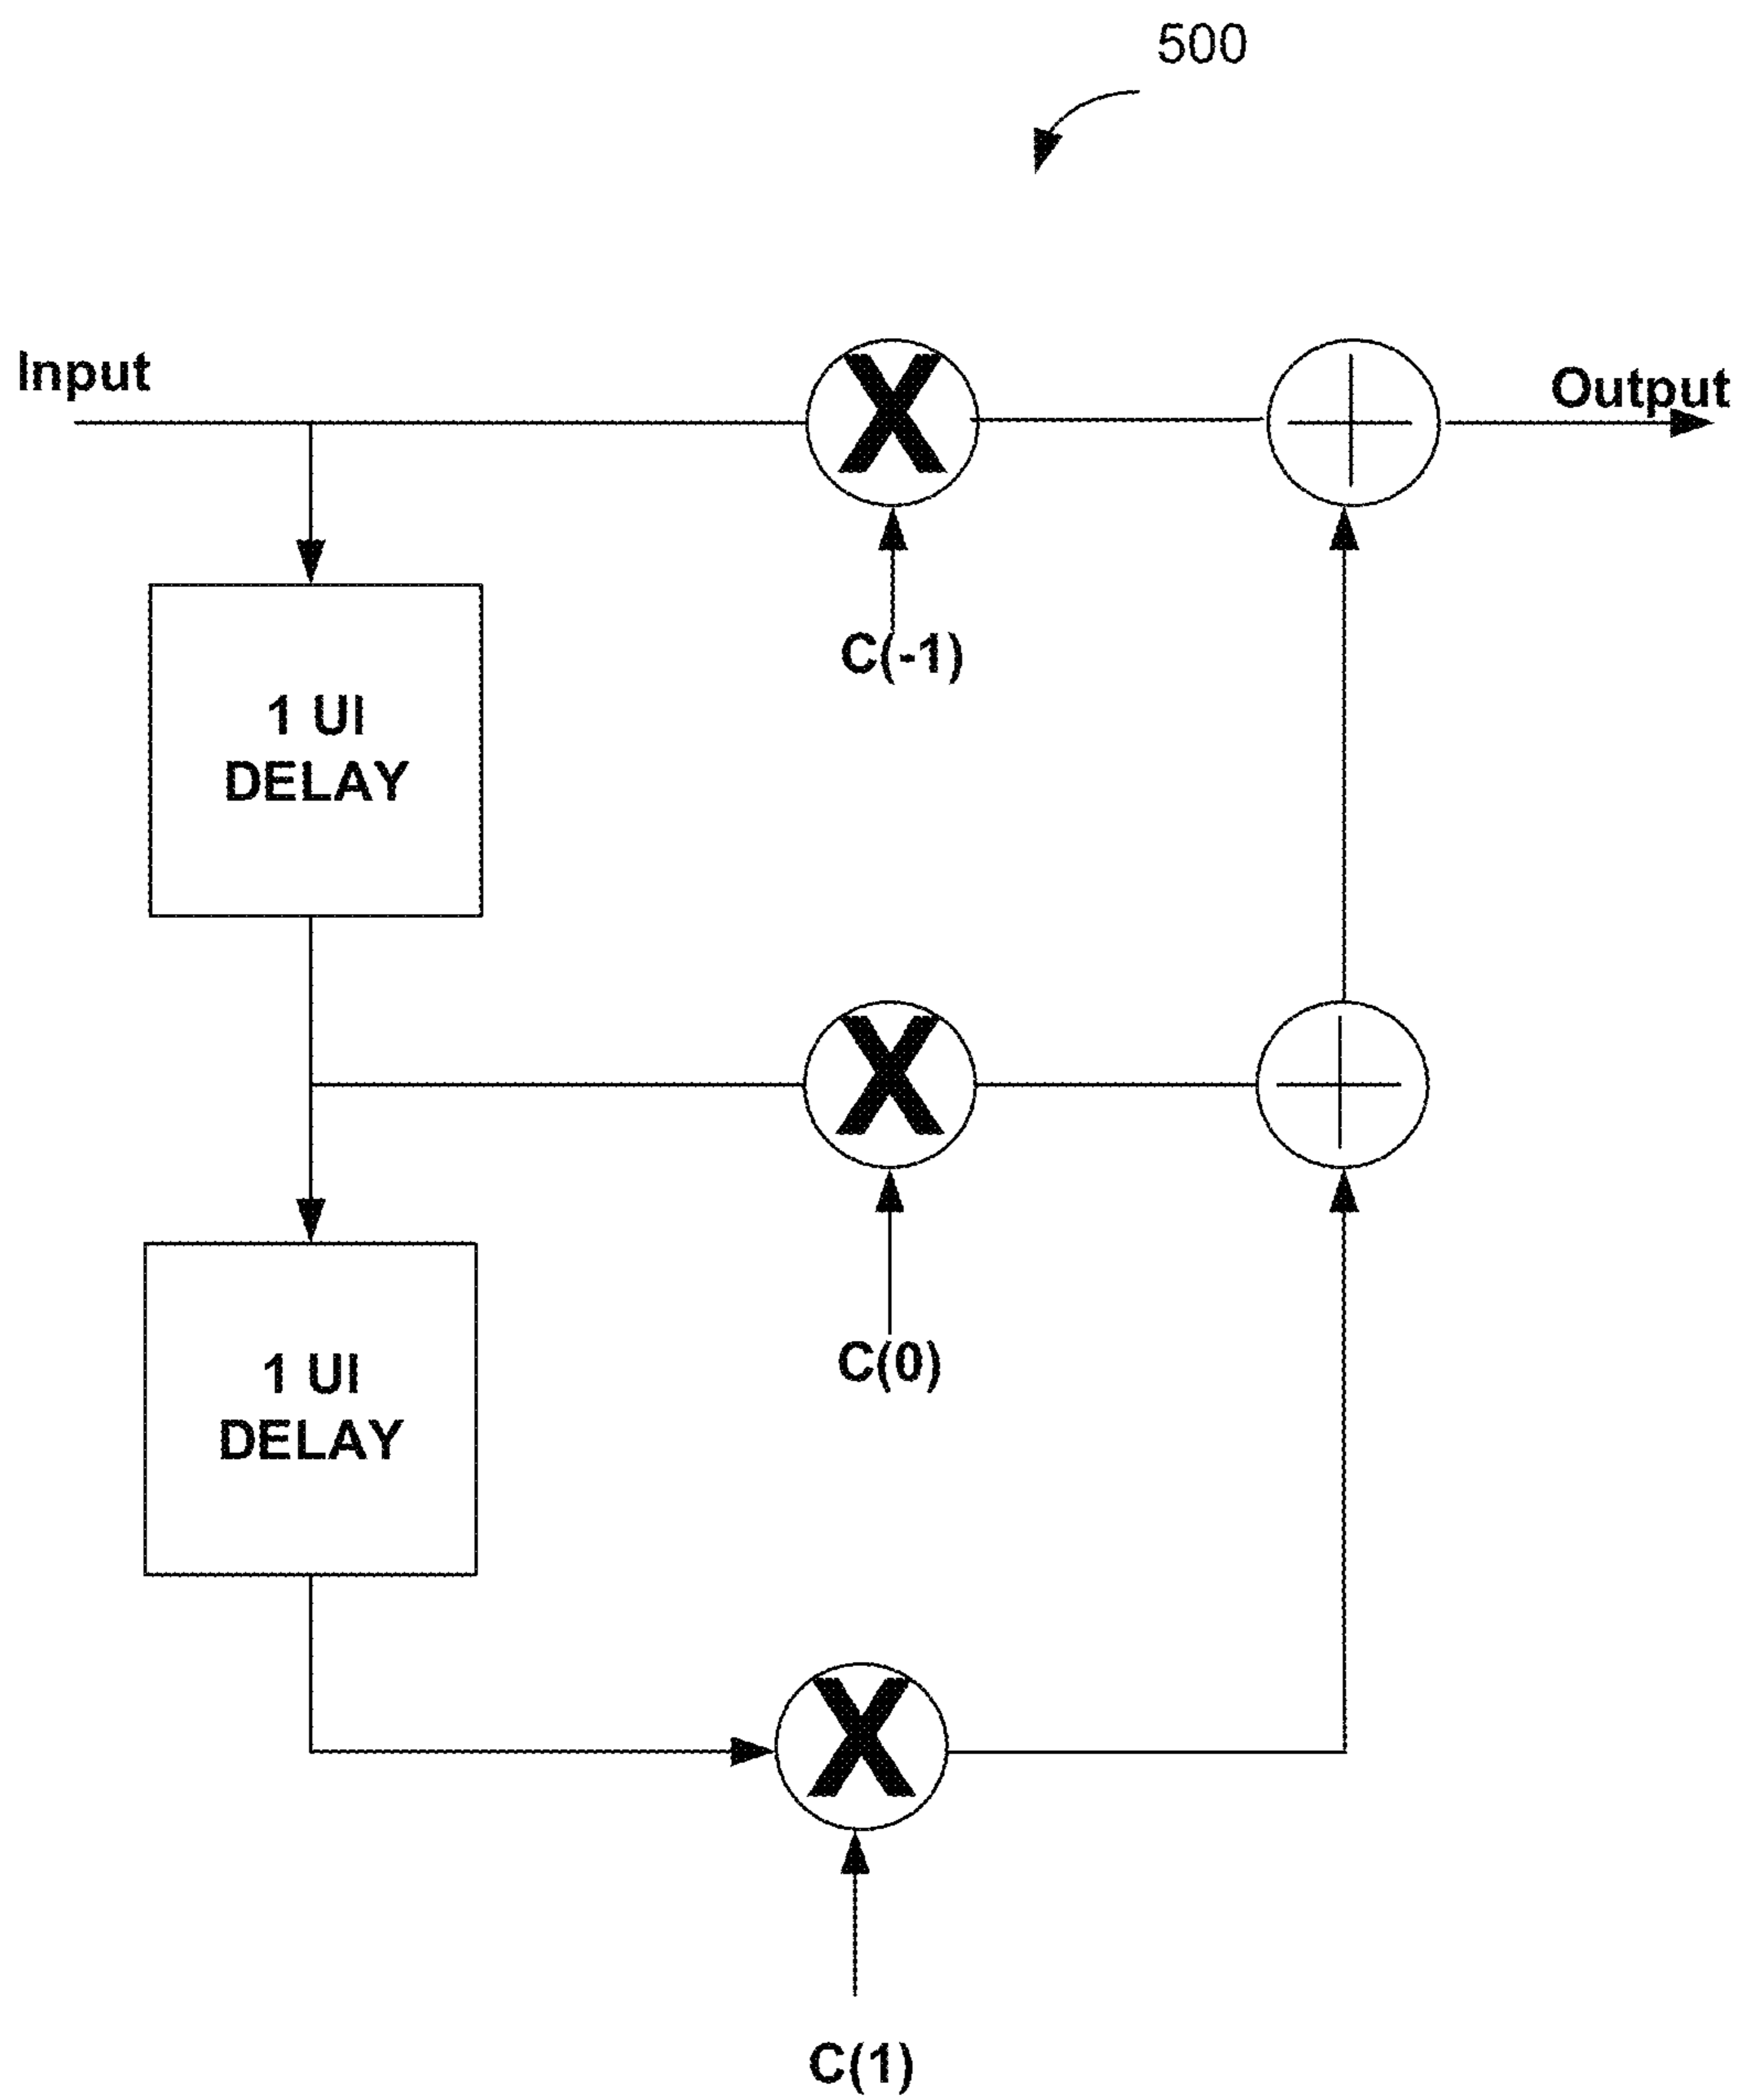 500
Input
Output
C(-1)
1 UI
DELAY
C(0)
1 UI
DELAY
C(1)